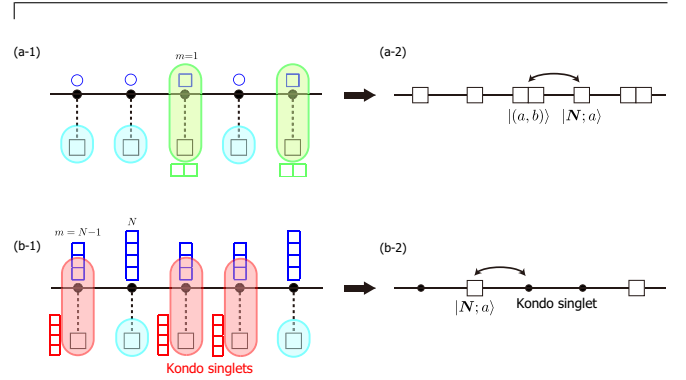 (a-1)
m=1
(a-2)
|(a, b)⟩
|N; a⟩
(b-1)
m = N−1
N
(b-2)
|N; a⟩
Kondo singlet
Kondo singlets